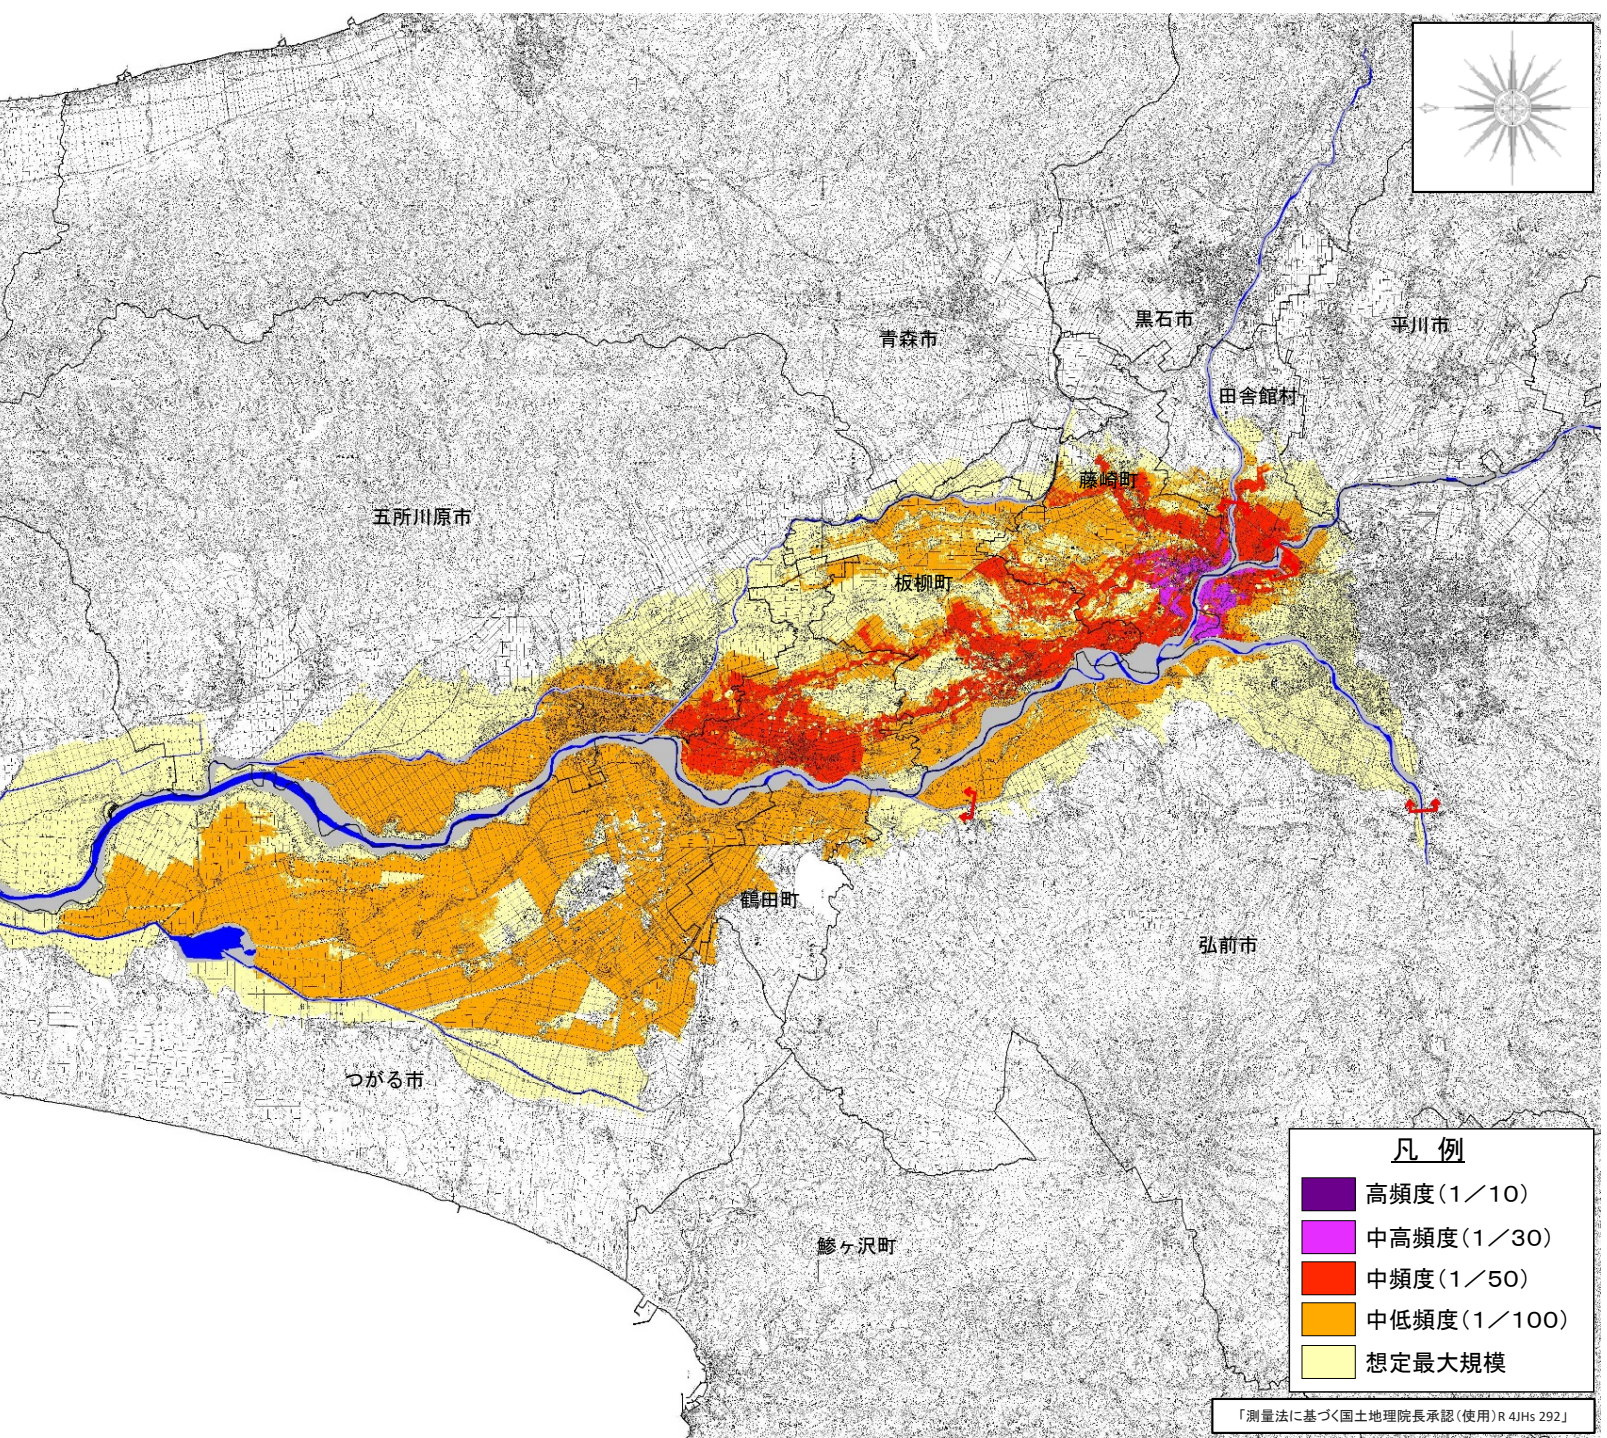 黒石市
平川市
青森市
田舎館村
藤崎町
五所川原市
板柳町
鶴田町
弘前市
つがる市
鰺ヶ沢町
凡 例
高頻度(1/10)
中高頻度(1/30)
中頻度(1/50)
中低頻度(1/100)
想定最大規模
「測量法に基づく国土地理院長承認(使用)R 4JHs 292」